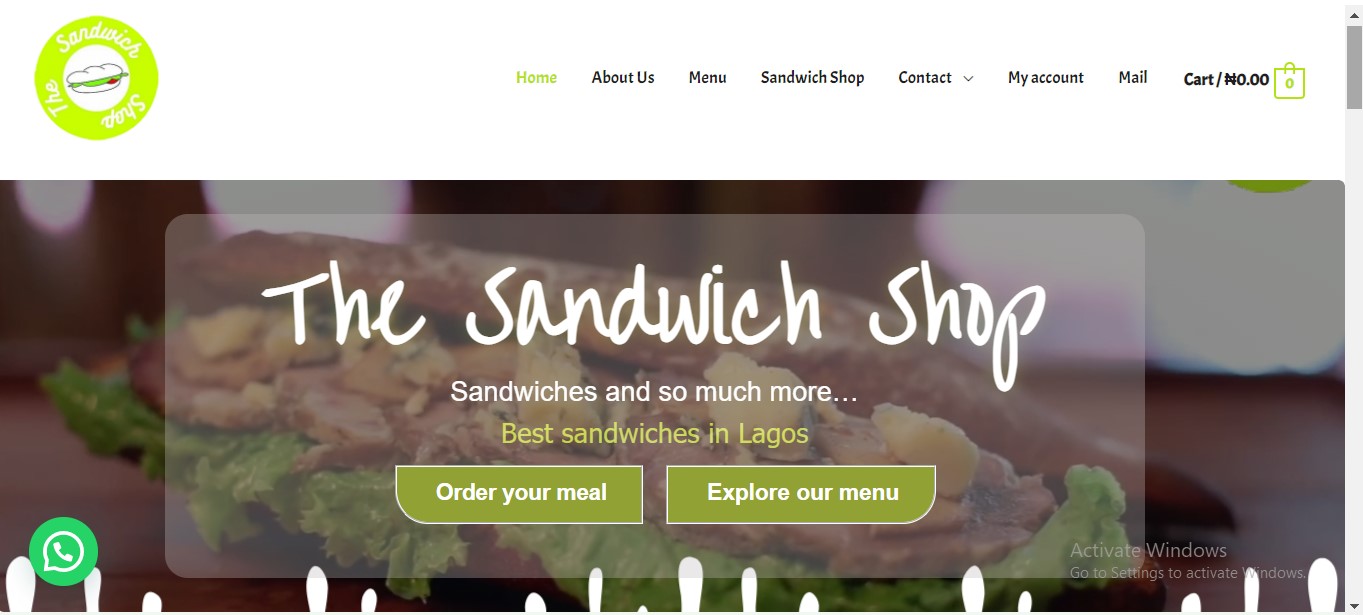 The Sandwich Shop
Home About Us Menu Sandwich Shop Contact My account Mail Cart / ₦0.00 0
The Sandwich Shop
Sandwiches and so much more…
Best sandwiches in Lagos
Order your meal Explore our menu
Activate Windows
Go to Settings to activate Windows.